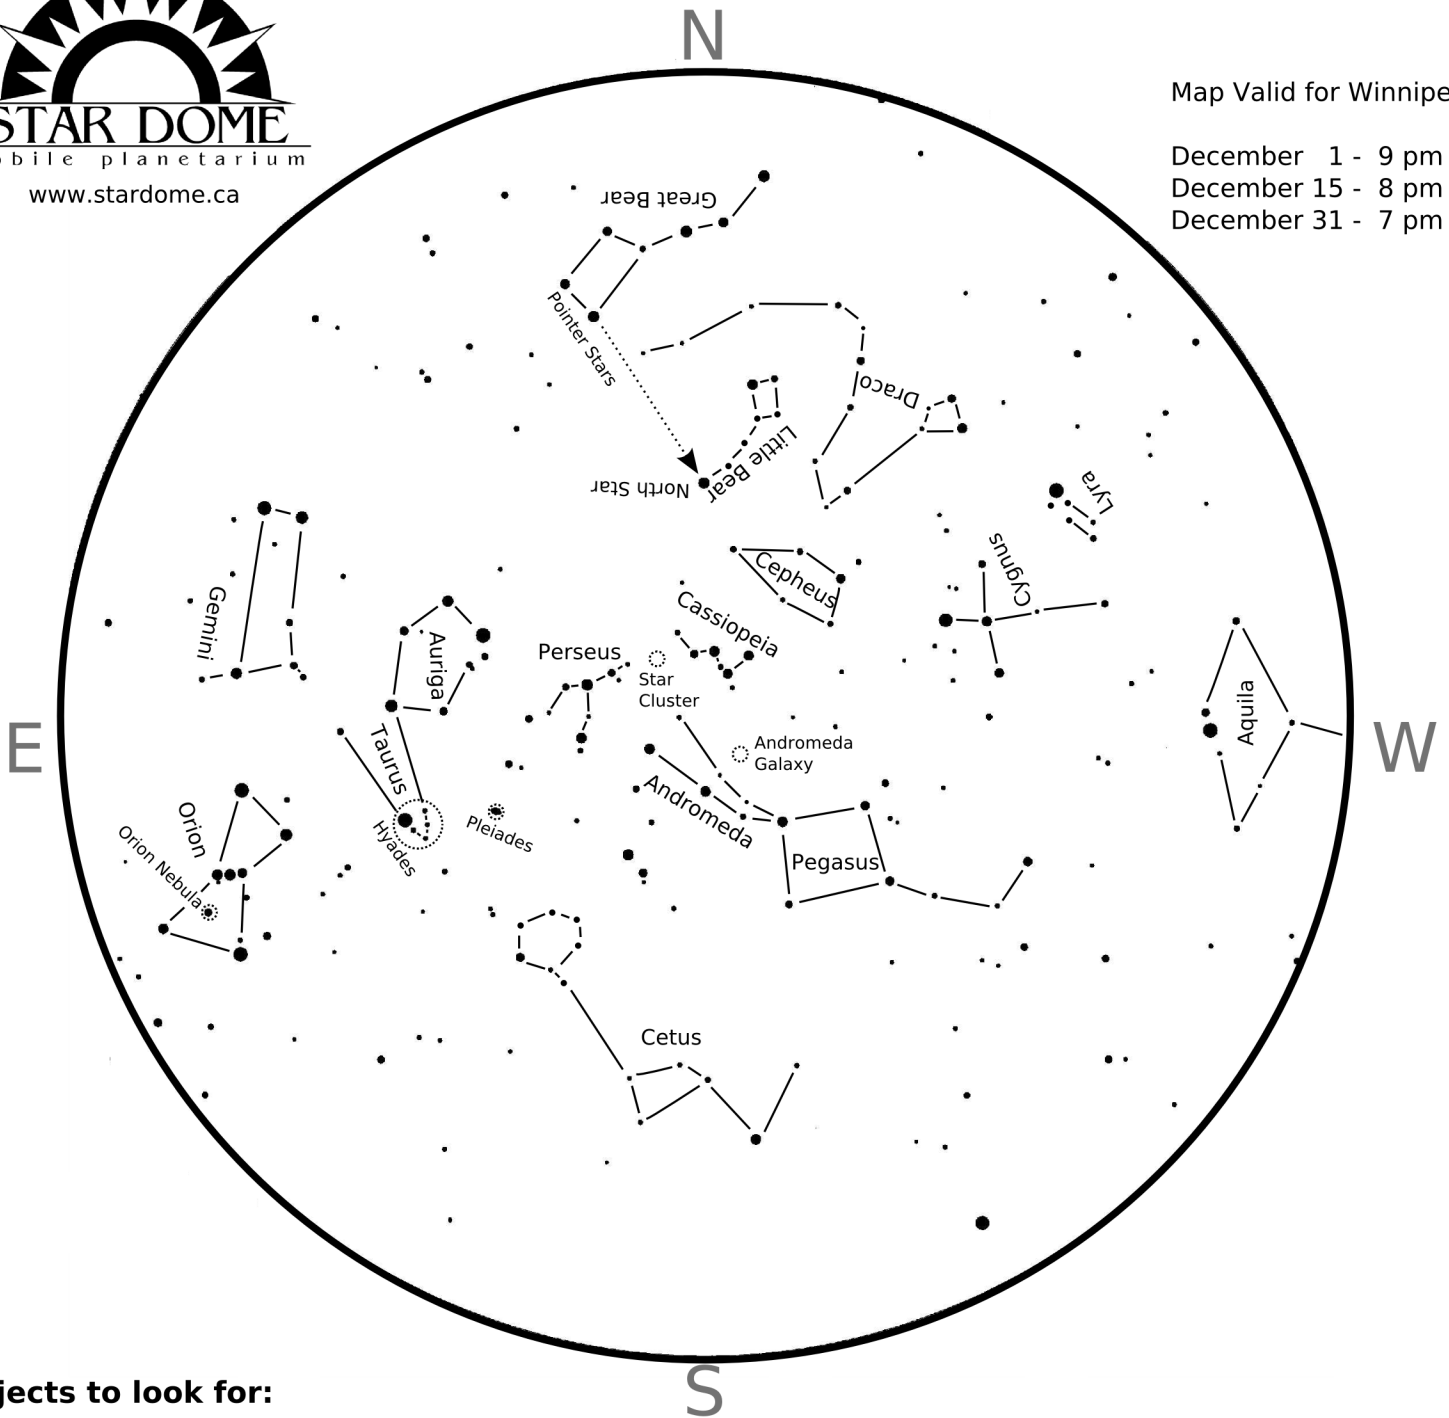 N
STAR DOME
obile planetarium
www.stardome.ca
Map Valid for Winnipe
December 1 - 9 pm
December 15 - 8 pm
December 31 - 7 pm
Great Bear
Pointer Stars
Draco
Little Bear
North Star
Lyra
Cygnus
Cepheus
Cassiopeia
Gemini
Auriga
Perseus
Star
Cluster
Aquila
E
W
Taurus
Andromeda
Galaxy
Andromeda
Orion
Orion Nebula
Hyades
Pleiades
Pegasus
Cetus
S
jects to look for: